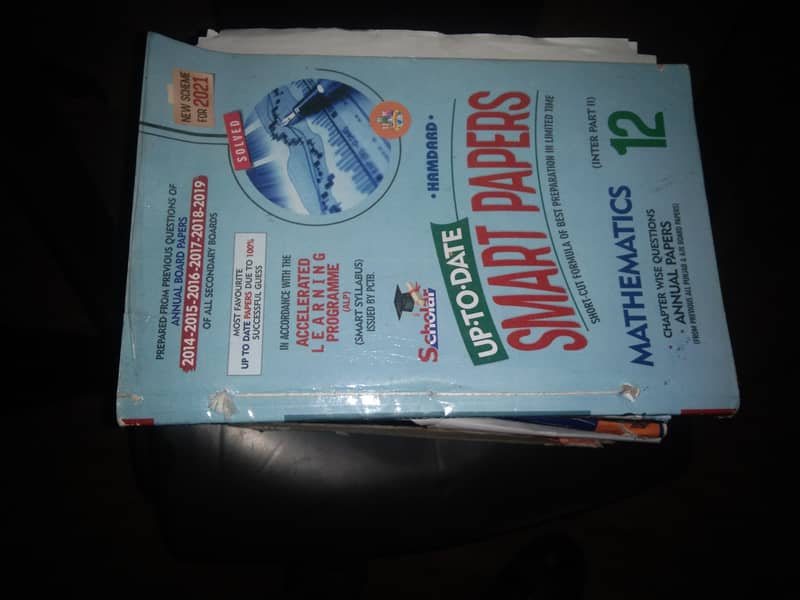 PREPARED FROM PREVIOUS QUESTIONS OF
ANNUAL BOARD PAPERS
2014-2015-2016-2017-2018-2019
OF ALL SECONDARY BOARDS
NEW SCHEME
FOR 2021
SOLVED
MOST FAVOURITE
UP TO DATE PAPERS DUE TO 100%
SUCCESSFUL GUESS
IN ACCORDANCE WITH THE
ACCELERATED
LEARNING
PROGRAMME
(ALP)
(SMART SYLLABUS)
ISSUED BY PCTB.
Scholar
• HAMDARD •
UP•TO•DATE
SMART PAPERS
SHORT-CUT FORMULA OF BEST PREPARATION IN LIMITED TIME
(INTER PART II)
MATHEMATICS 12
• CHAPTER WISE QUESTIONS
• ANNUAL PAPERS
(FROM PREVIOUS ALL PUNJAB & AJK BOARD PAPERS)